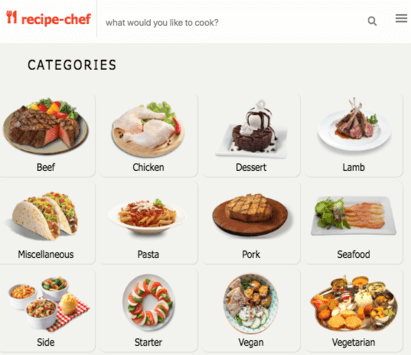 recipe-chef
what would you like to cook?
CATEGORIES
Beef
Chicken
Dessert
Lamb
Miscellaneous
Pasta
Pork
Seafood
Side
Starter
Vegan
Vegetarian